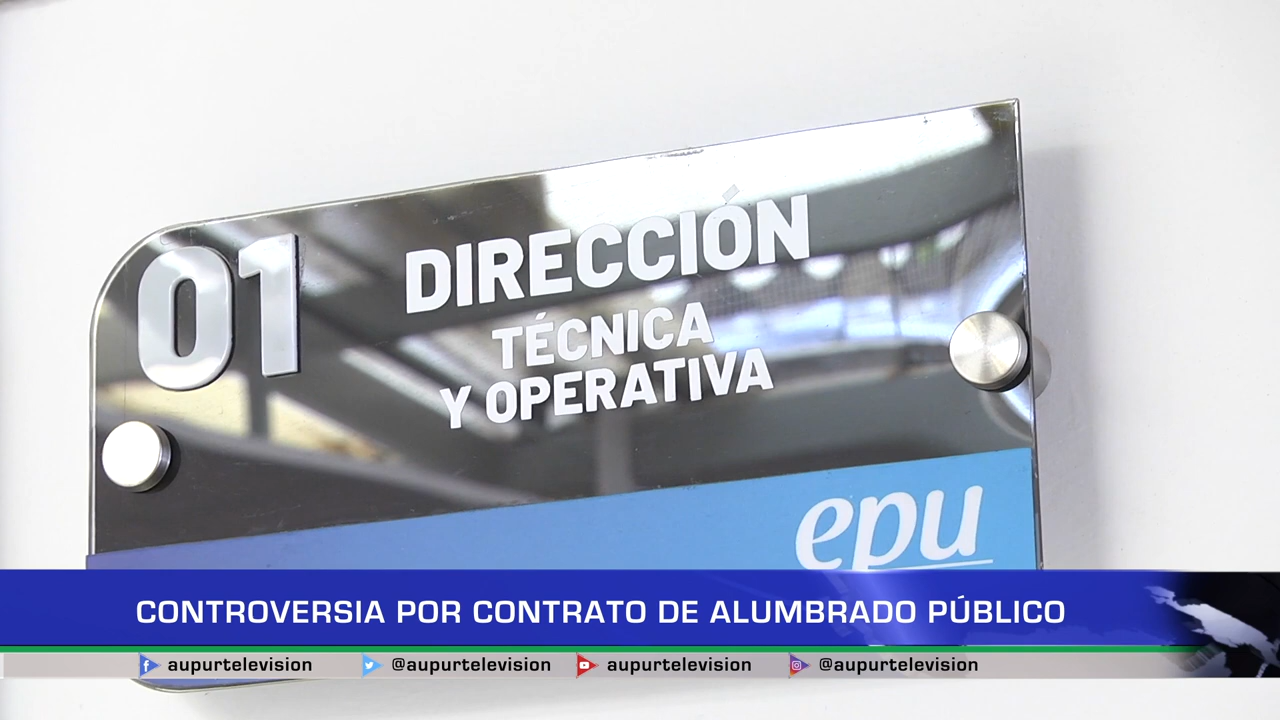 01
DIRECCIÓN
TÉCNICA
Y OPERATIVA
epu
CONTROVERSIA POR CONTRATO DE ALUMBRADO PÚBLICO
aupurtelevision @aupurtelevision aupurtelevision @aupurtelevision